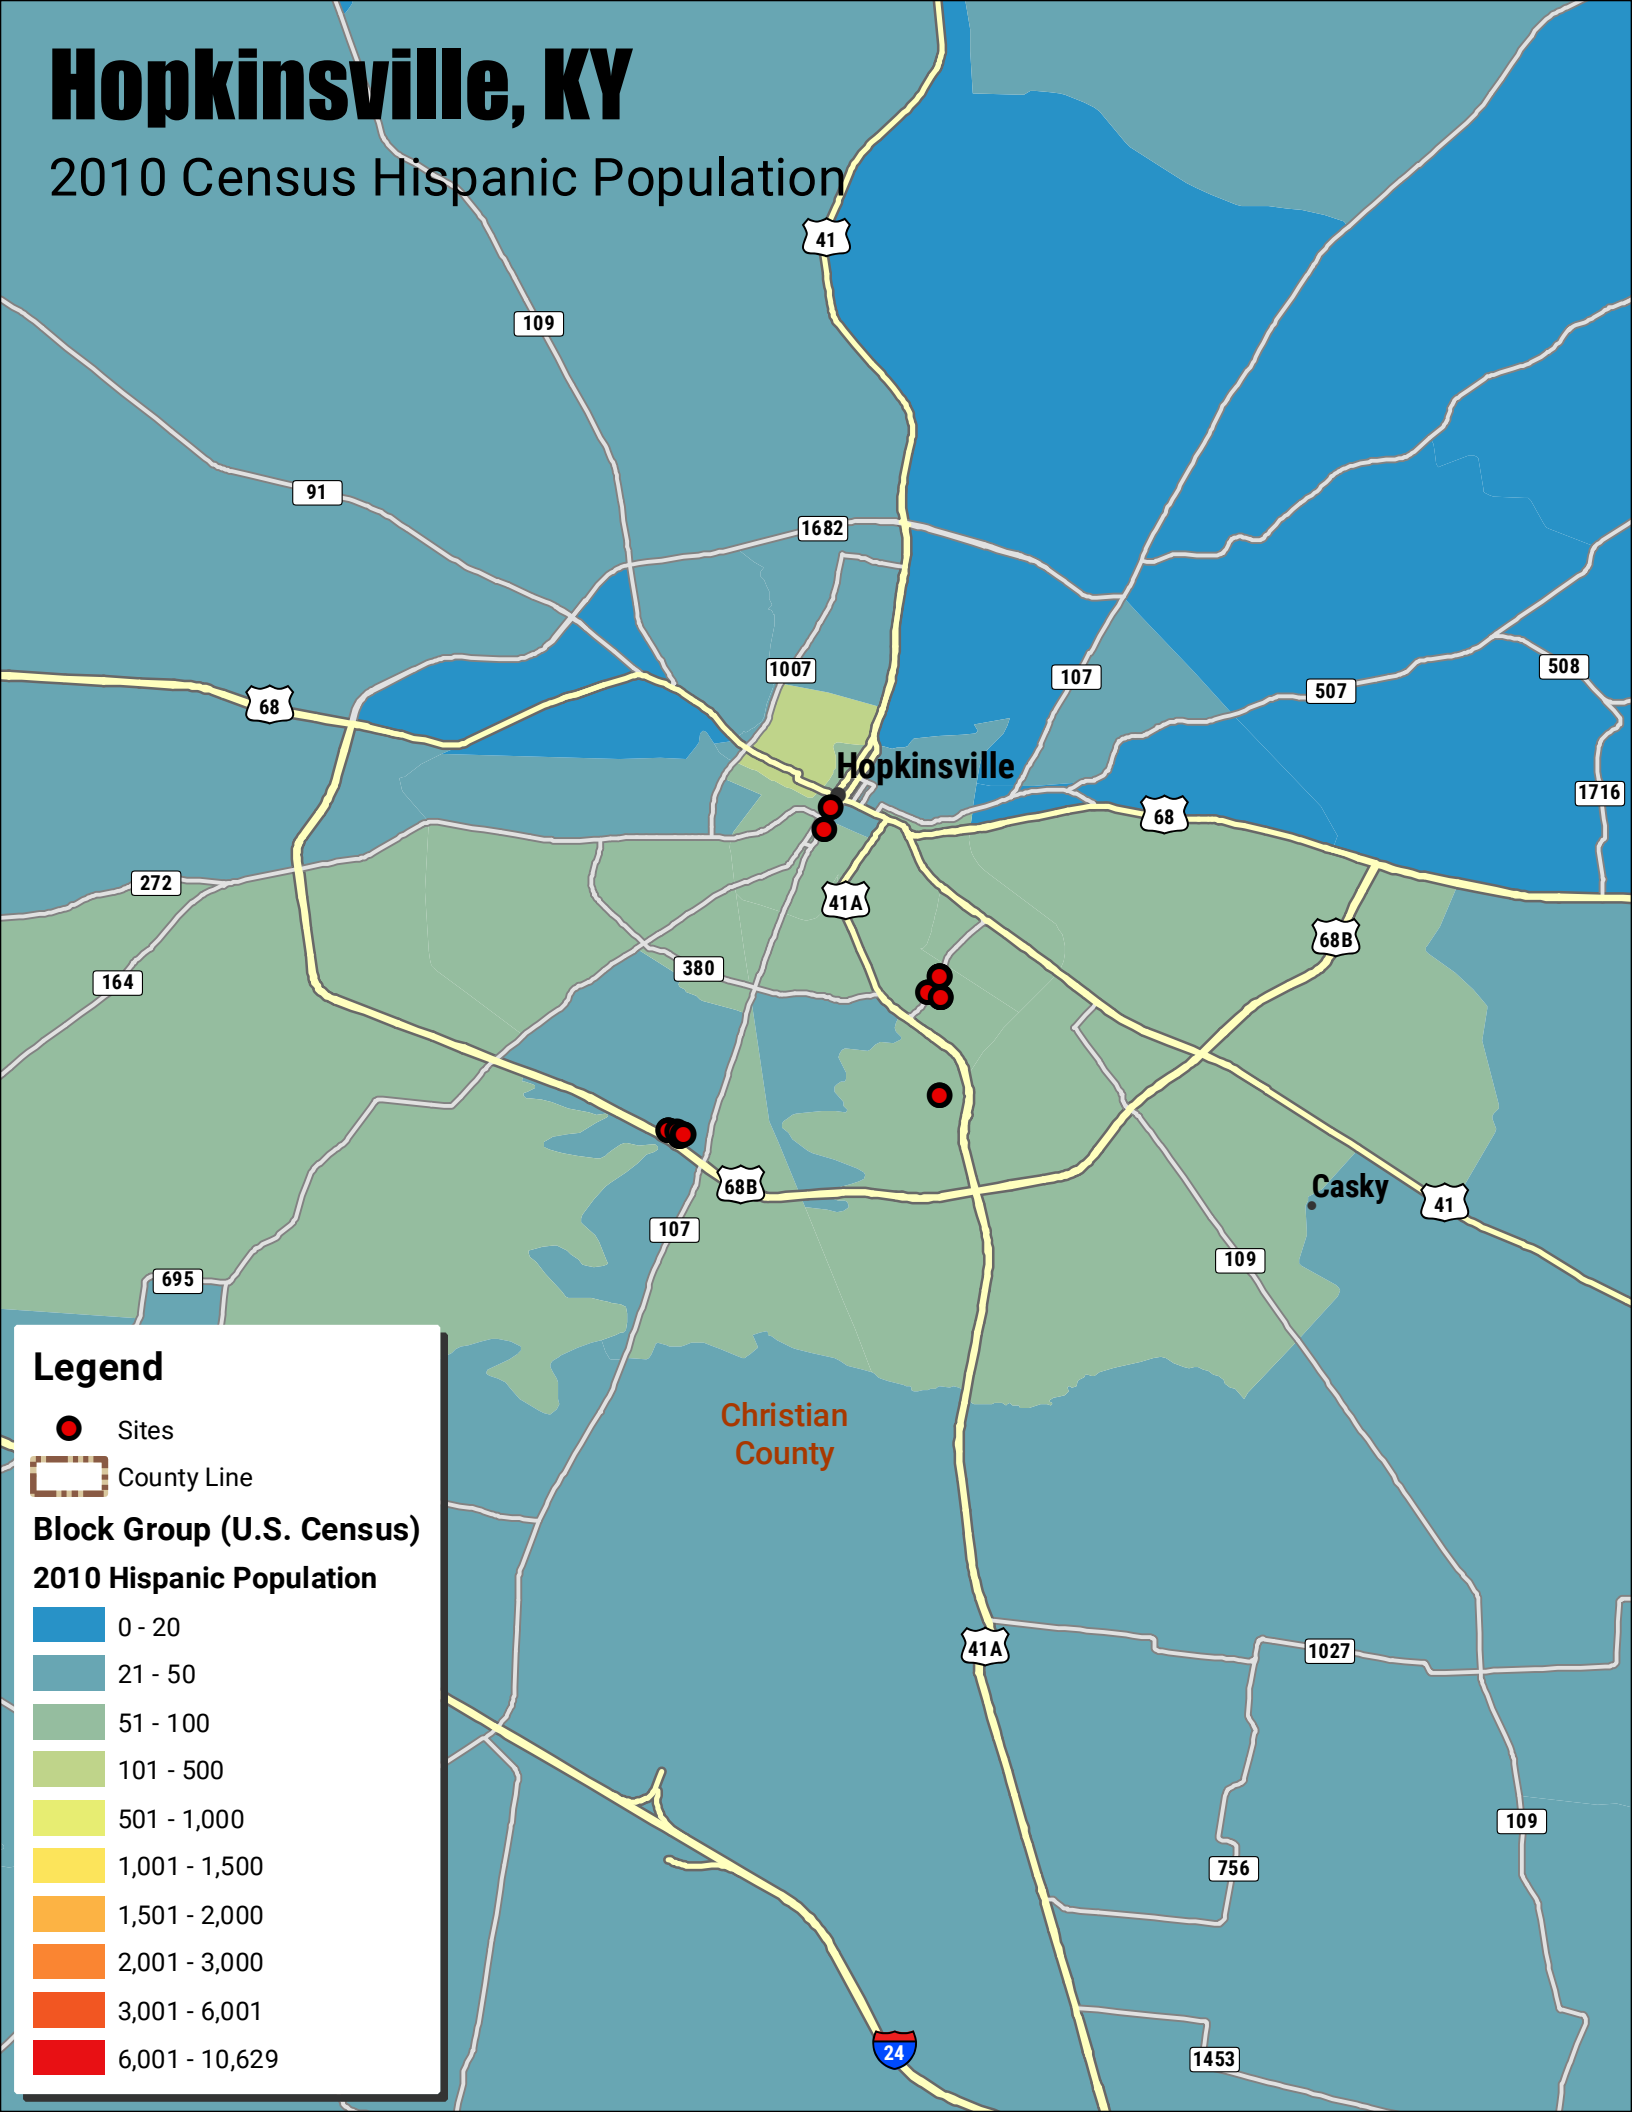 Hopkinsville, KY
2010 Census Hispanic Population
41
109
91
1682
1007
107
508
507
68
Hopkinsville
1716
68
272
41A
68B
380
164
68B
Casky
41
107
109
695
Christian
County
41A
1027
109
756
24
1453
Legend
Sites
County Line
Block Group (U.S. Census)
2010 Hispanic Population
0 - 20
21 - 50
51 - 100
101 - 500
501 - 1,000
1,001 - 1,500
1,501 - 2,000
2,001 - 3,000
3,001 - 6,001
6,001 - 10,629